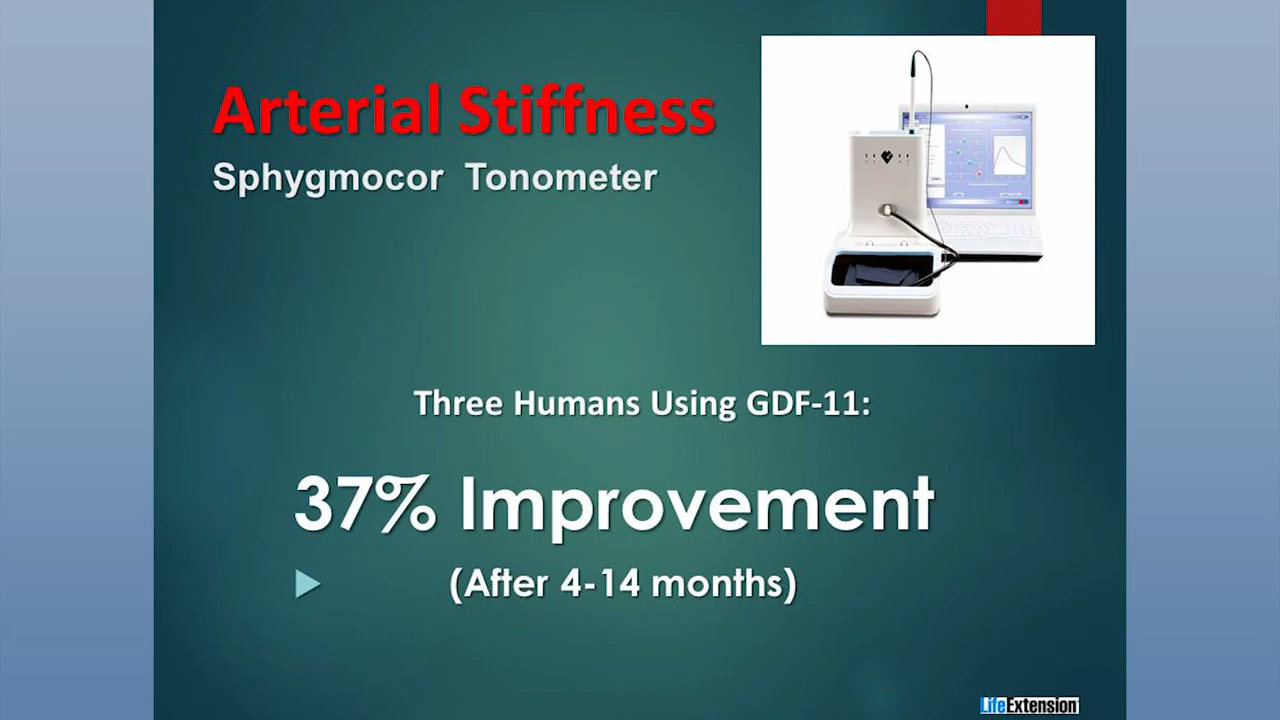 Arterial Stiffness
Sphygmocor Tonometer
Three Humans Using GDF-11:
37% Improvement
(After 4-14 months)
LifeExtension